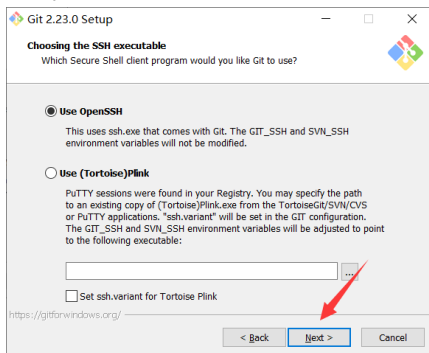 Git 2.23.0 Setup
Choosing the SSH executable
Which Secure Shell client program would you like Git to use?
Use OpenSSH
This uses ssh.exe that comes with Git. The GIT_SSH and SVN_SSH
environment variables will not be modified.
Use (Tortoise)Plink
PuTTY sessions were found in your Registry. You may specify the path
to an existing copy of (Tortoise)Plink.exe from the TortoiseGit/SVN/CVS
or PuTTY applications. "ssh.variant" will be set in the GIT configuration.
The GIT_SSH and SVN_SSH environment variables will be adjusted to point
to the following executable:
...
Set ssh.variant for Tortoise Plink
https://gitforwindows.org/
< Back Next > Cancel